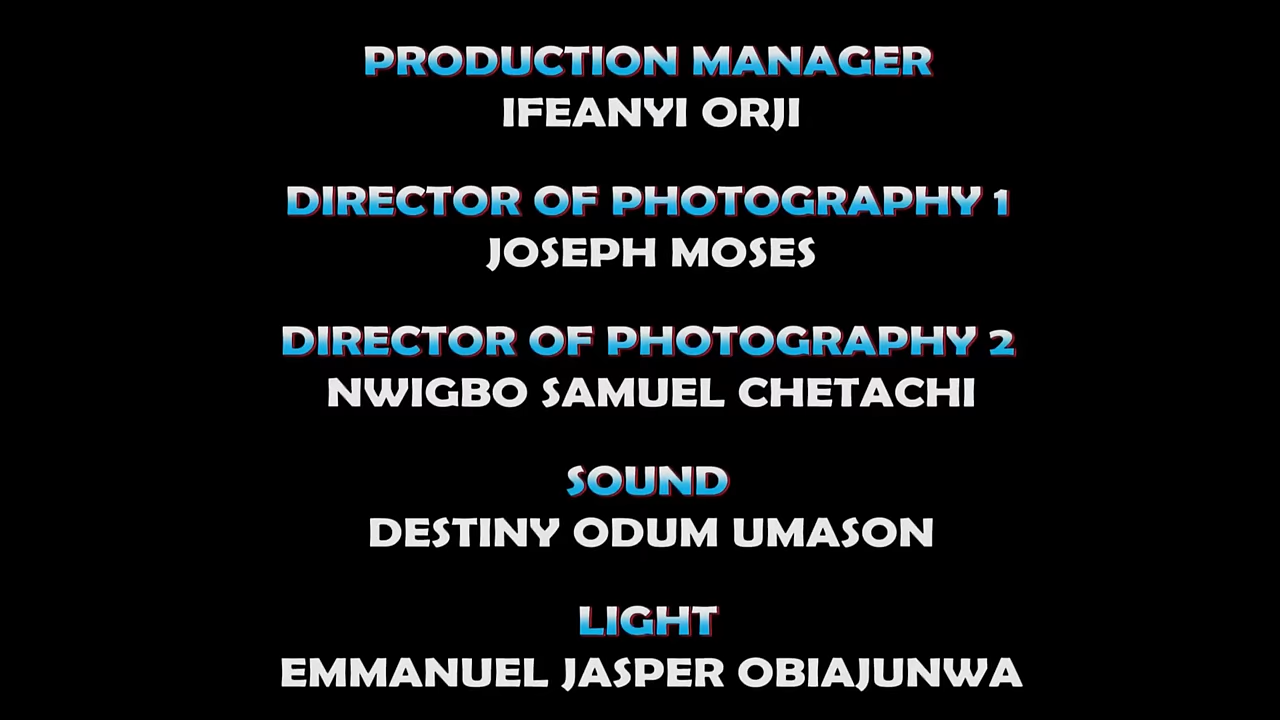 PRODUCTION MANAGER
IFEANYI ORJI
DIRECTOR OF PHOTOGRAPHY 1
JOSEPH MOSES
DIRECTOR OF PHOTOGRAPHY 2
NWIGBO SAMUEL CHETACHI
SOUND
DESTINY ODUM UMASON
LIGHT
EMMANUEL JASPER OBIAJUNWA